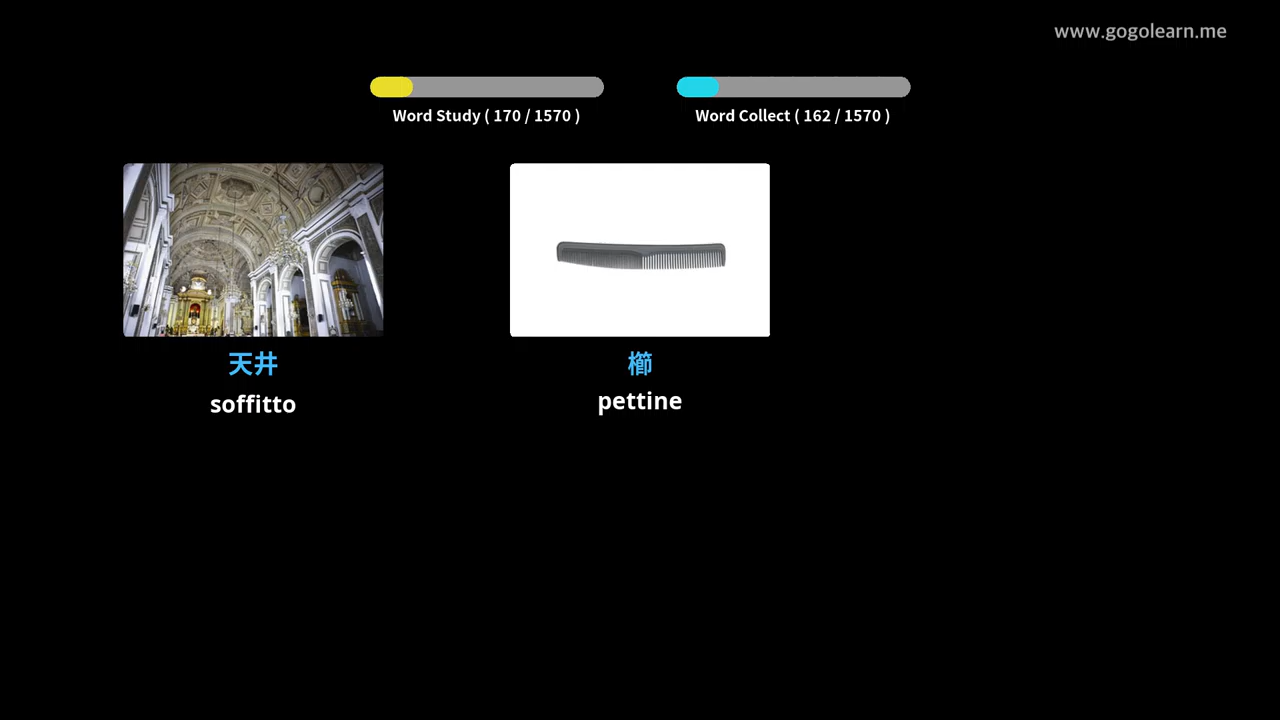 www.gogolearn.me
Word Study ( 170 / 1570 )
Word Collect ( 162 / 1570 )
天井
soffitto
櫛
pettine